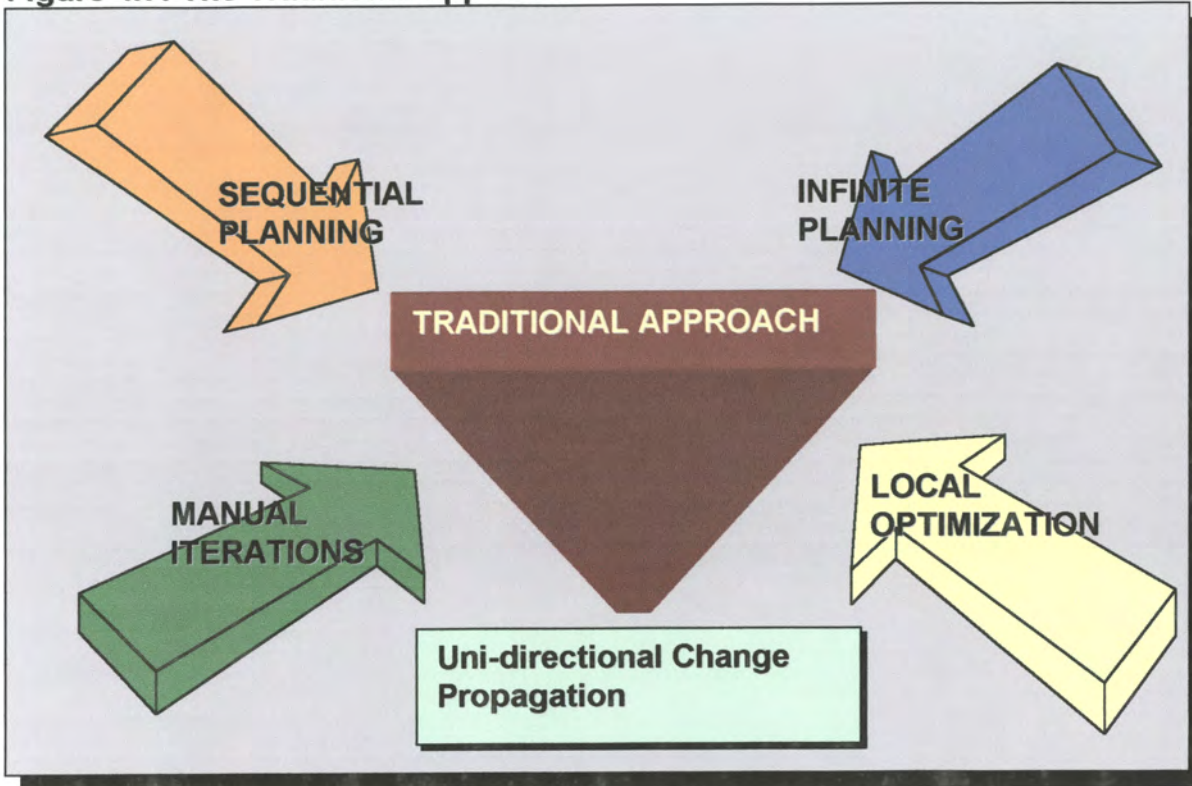 SEQUENTIAL
PLANNING
INFINITE
PLANNING
TRADITIONAL APPROACH
MANUAL
ITERATIONS
LOCAL
OPTIMIZATION
Uni-directional Change
Propagation